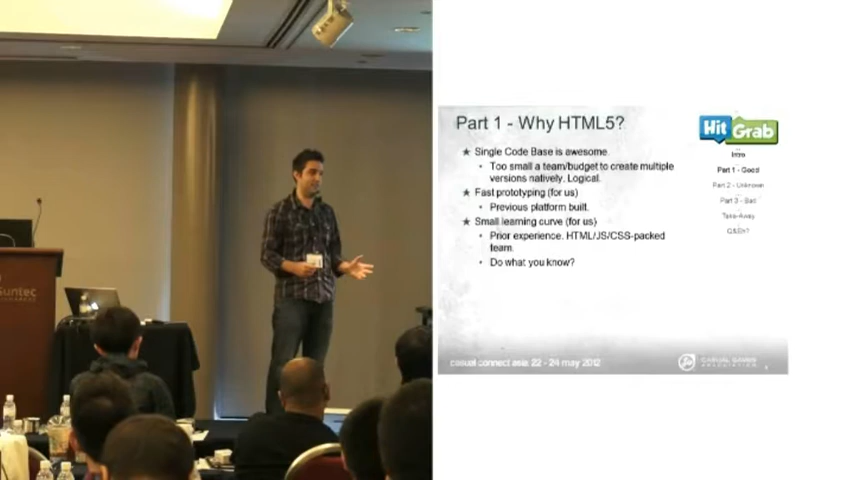 Suntec
Part 1 - Why HTML5?
Single Code Base is awesome.
Too small a team/budget to create multiple
versions natively. Logical.
Fast prototyping (for us)
Previous platform built.
Small learning curve (for us)
Prior experience. HTML/JS/CSS-packed
team.
Do what you know?
Hit Grab
Intro
Part 1 - Good
Part 2 - Unknown
Part 3 - Bad
Take-Away
casual connect asia: 22 - 24 may 2012
CASUAL GAMES
ASSOCIATION